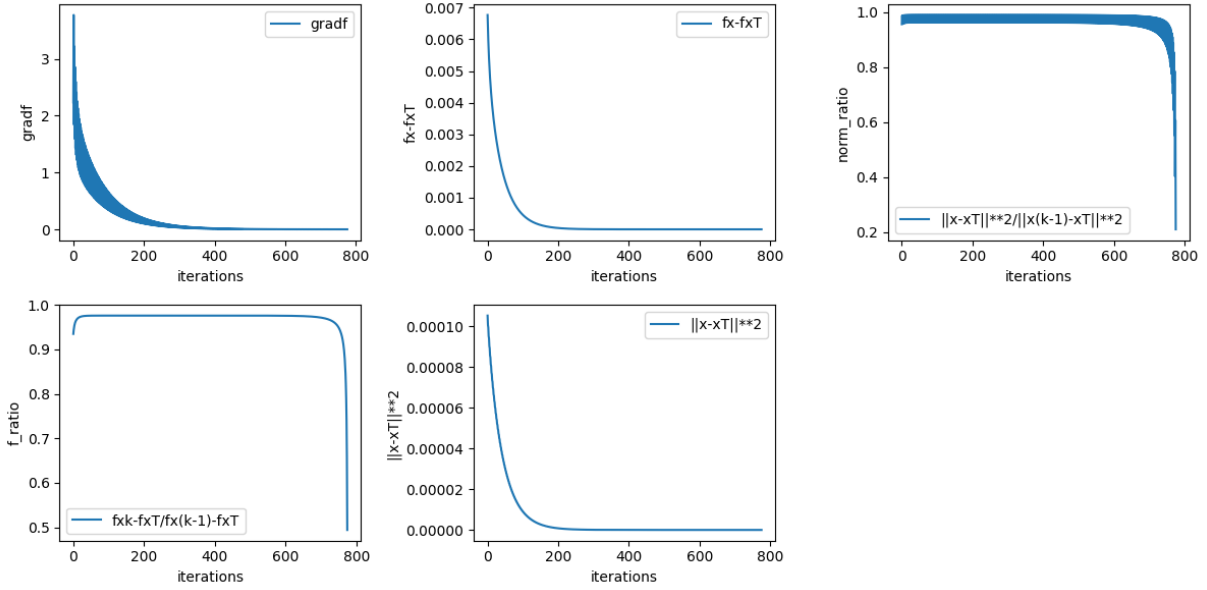 gradf
3
2
1
0
gradf
0 200 400 600 800
iterations
fx-fxT
0.007
0.006
0.005
0.004
0.003
0.002
0.001
0.000
fx-fxT
0 200 400 600 800
iterations
1.0
0.8
0.6
0.4
0.2
norm_ratio
||x-xT||**2/||x(k-1)-xT||**2
0 200 400 600 800
iterations
1.0
0.9
0.8
0.7
0.6
0.5
f_ratio
fxk-fxT/fx(k-1)-fxT
0 200 400 600 800
iterations
||x-xT||**2
0.00010
0.00008
0.00006
0.00004
0.00002
0.00000
||x-xT||**2
0 200 400 600 800
iterations